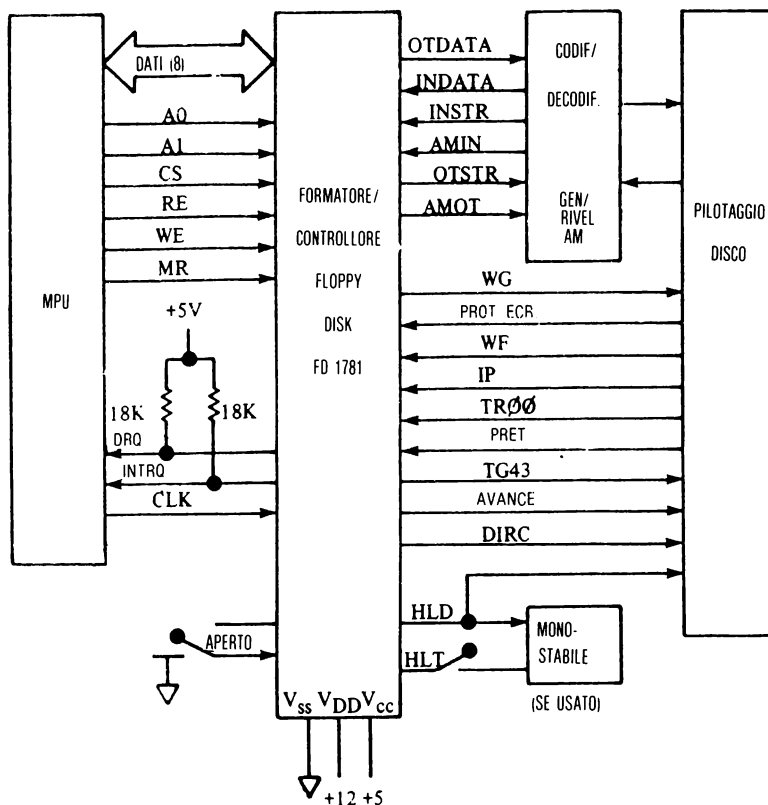 DATI (8)
A0
A1
CS
RE
WE
MR
MPU
+5V
18K
18K
DRQ
INTRQ
CLK
APERTO
FORMATORE/
CONTROLLORE
FLOPPY
DISK
FD 1781
Vss VDD Vcc
+12 +5
OTDATA
INDATA
INSTR
AMIN
OTSTR
AMOT
CODIF/
DECODIF.
GEN/
RIVEL
AM
WG
PROT ECR
WF
IP
TRØØ
PRET
TG43
AVANCE
DIRC
HLD
HLT
MONO-
STABILE
(SE USATO)
PILOTAGGIO
DISCO